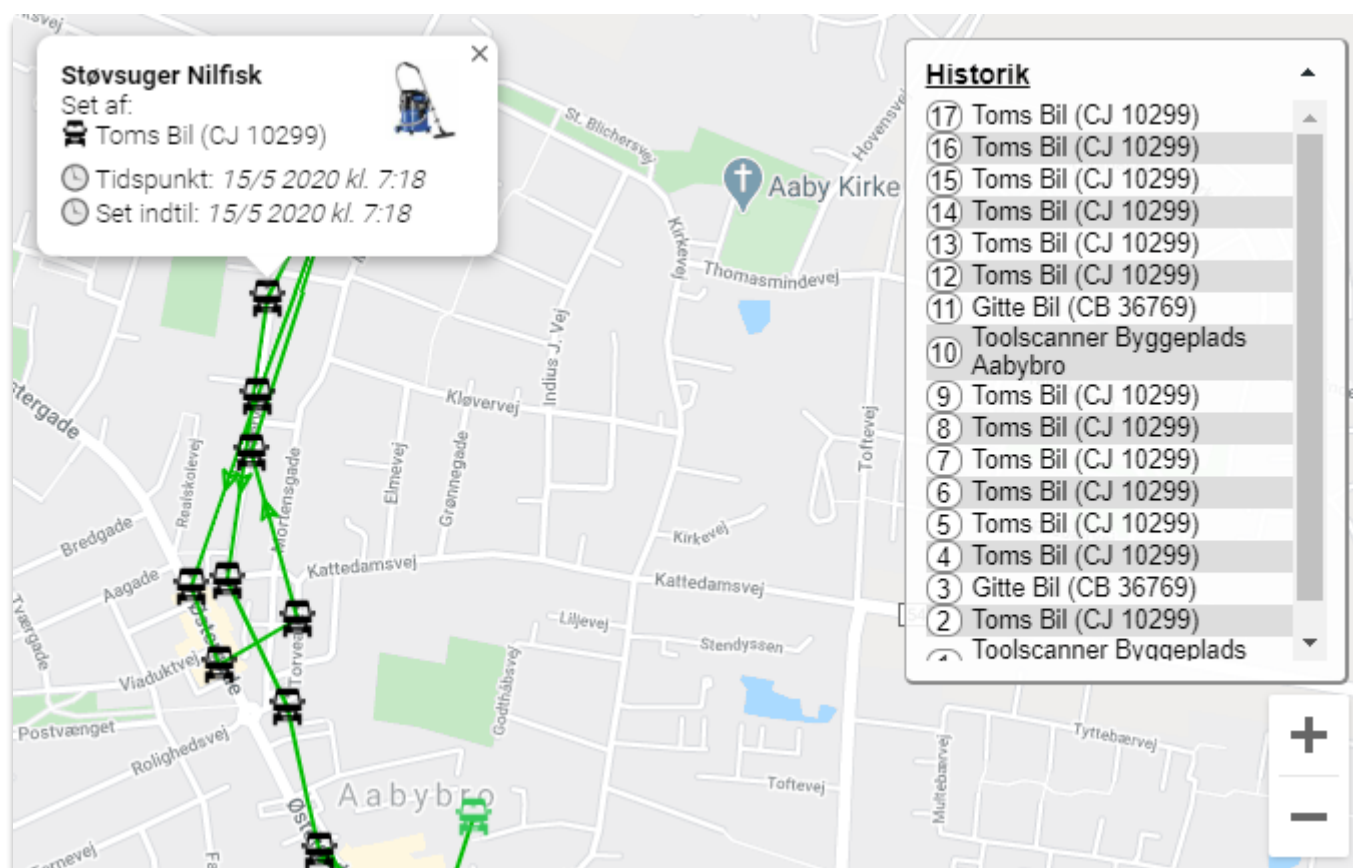 Støvsuger Nilfisk
Set af:
Toms Bil (CJ 10299)
Tidspunkt: 15/5 2020 kl. 7:18
Set indtil: 15/5 2020 kl. 7:18
Historik
17 Toms Bil (CJ 10299)
16 Toms Bil (CJ 10299)
15 Toms Bil (CJ 10299)
14 Toms Bil (CJ 10299)
13 Toms Bil (CJ 10299)
12 Toms Bil (CJ 10299)
11 Gitte Bil (CB 36769)
10 Toolscanner Byggeplads
Aabybro
9 Toms Bil (CJ 10299)
8 Toms Bil (CJ 10299)
7 Toms Bil (CJ 10299)
6 Toms Bil (CJ 10299)
5 Toms Bil (CJ 10299)
4 Toms Bil (CJ 10299)
3 Gitte Bil (CB 36769)
2 Toms Bil (CJ 10299)
Toolscanner Byggeplads
St. Blichersvej
Hovensvej
Aaby Kirke
Kirkevej
Thomasmindevej
Indius J. Vej
Kløvervej
stergade
Realskolevej
Mortensgade
Elmevej
Grønnegade
Toftevej
Bredgade
Kirkevej
Aagade
Kattedamsvej
Kattedamsvej
Tværgade
Liljevej
Stendyssen
Viaduktvej
Godthåbsvej
Postvænget
Rolighedsvej
Tyttebærvej
Multebærvej
Toftevej
Aabybro
+
−